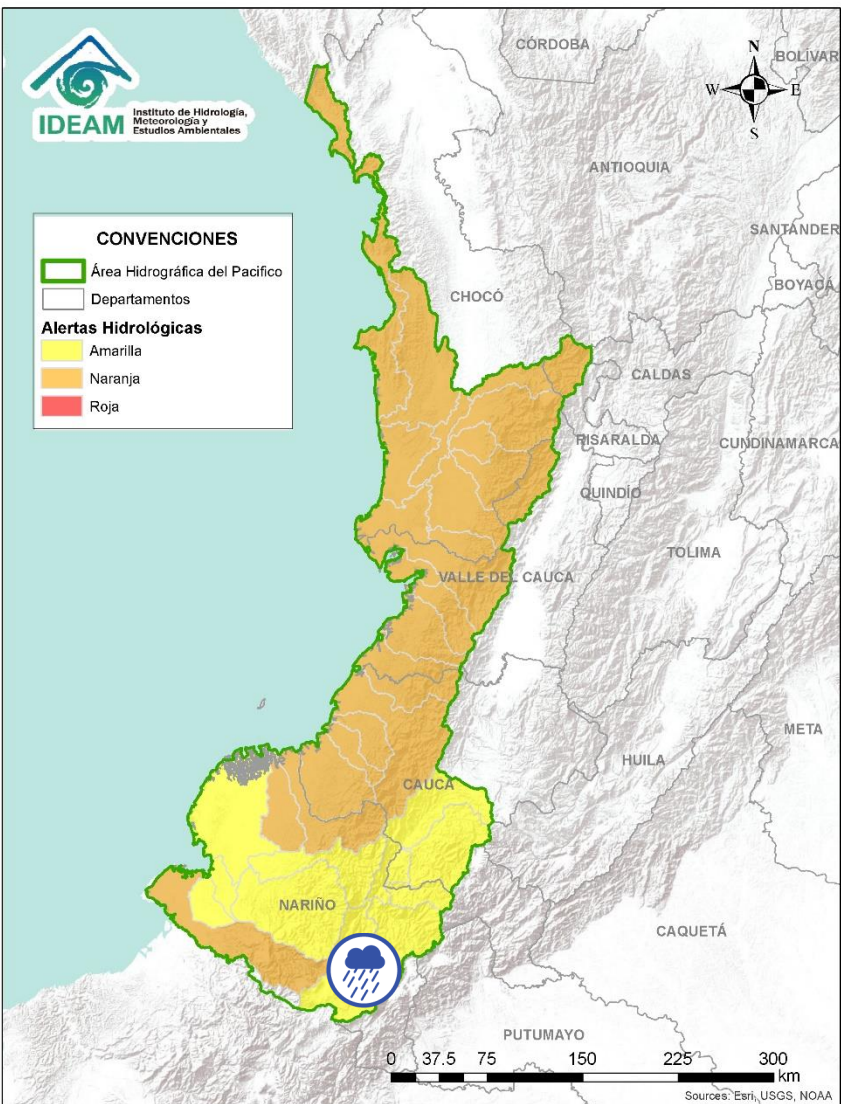 IDEAM
Instituto de Hidrología,
Meteorología y
Estudios Ambientales
N
W
E
S
CÓRDOBA
BOLÍVAR
ANTIOQUIA
SANTANDER
BOYACÁ
CHOCÓ
CALDAS
RISARALDA
CUNDINAMARCA
QUINDÍO
TOLIMA
VALLE DEL CAUCA
META
HUILA
CAUCA
NARIÑO
CAQUETÁ
PUTUMAYO
CONVENCIONES
Área Hidrográfica del Pacifico
Departamentos
Alertas Hidrológicas
Amarilla
Naranja
Roja
0 37.5 75 150 225 300
km
Sources: Esri, USGS, NOAA